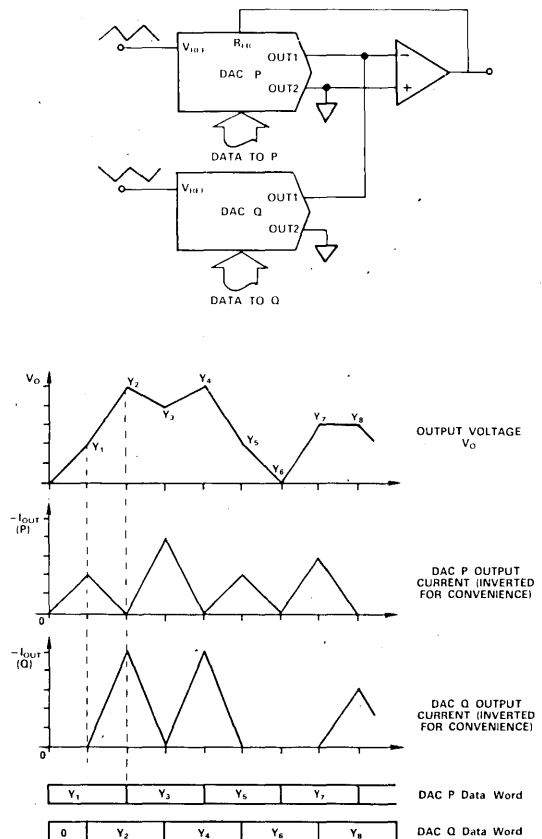 V_REF
R_FB
OUT1
DAC P
OUT2
−
+
DATA TO P
V_REF
OUT1
DAC Q
OUT2
DATA TO Q
V_O
Y_1
Y_2
Y_3
Y_4
Y_5
Y_6
Y_7
Y_8
OUTPUT VOLTAGE
V_O
−I_OUT
(P)
0
DAC P OUTPUT
CURRENT (INVERTED
FOR CONVENIENCE)
−I_OUT
(Q)
0
DAC Q OUTPUT
CURRENT (INVERTED
FOR CONVENIENCE)
Y_1 Y_3 Y_5 Y_7 DAC P Data Word
0 Y_2 Y_4 Y_6 Y_8 DAC Q Data Word